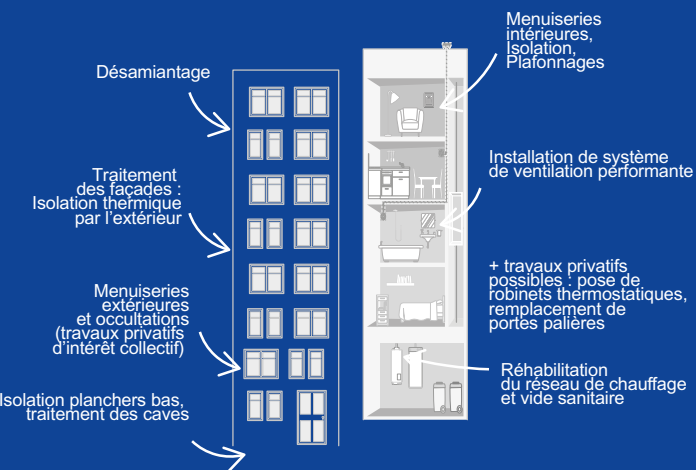 Menuiseries
intérieures,
Isolation,
Plafonnages
Désamiantage
Installation de système
de ventilation performante
Traitement
des façades :
Isolation thermique
par l'extérieur
+ travaux privatifs
possibles : pose de
robinets thermostatiques,
remplacement de
portes palières
Menuiseries
extérieures
et occultations
(travaux privatifs
d'intérêt collectif)
Réhabilitation
du réseau de chauffage
et vide sanitaire
Isolation planchers bas,
traitement des caves